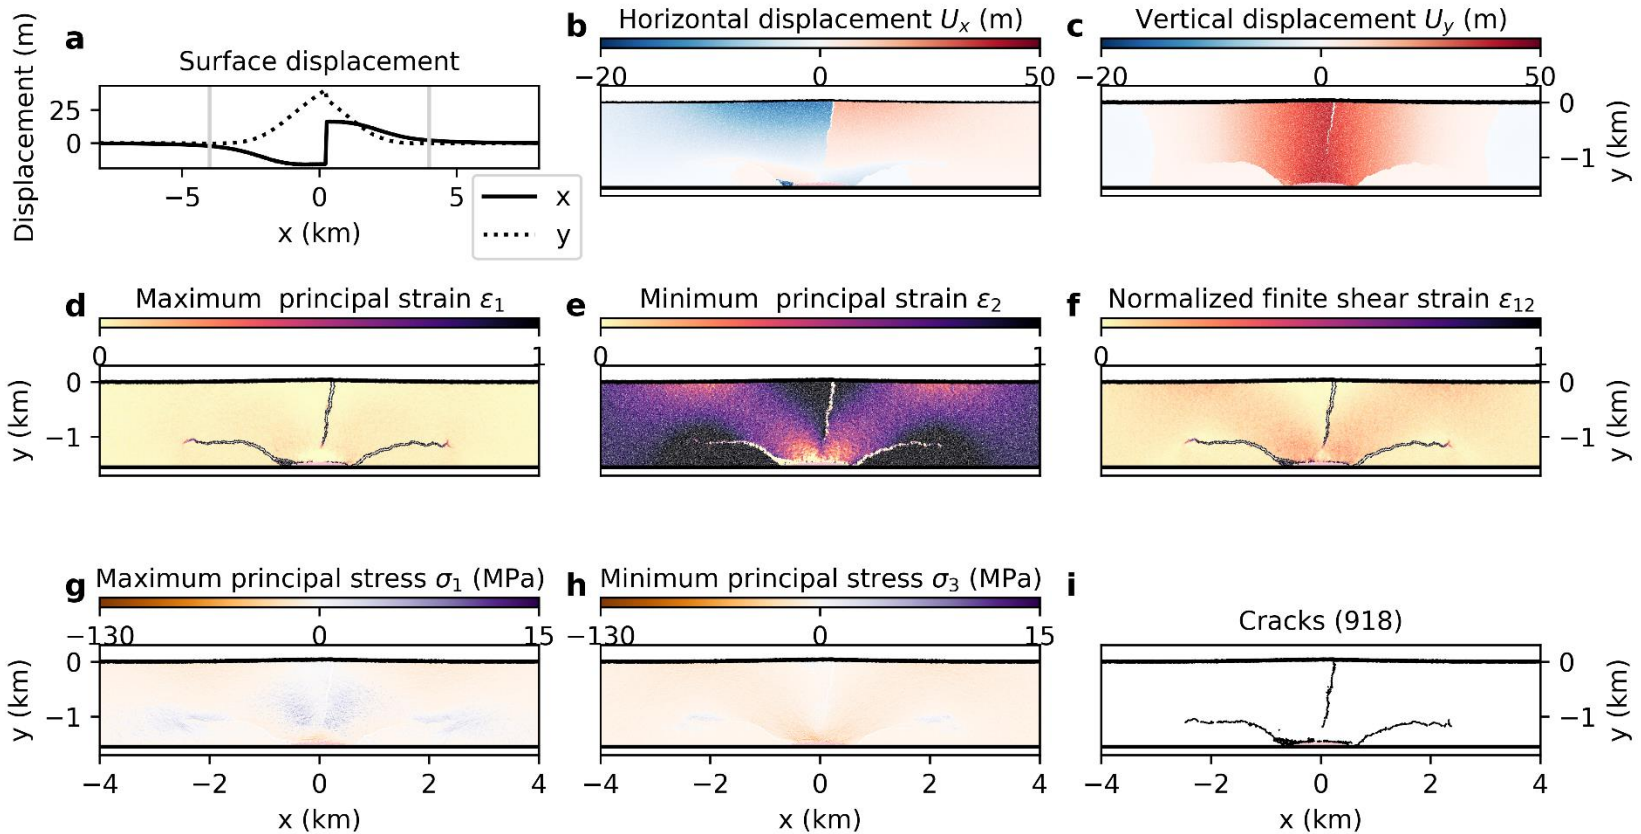 a
Displacement (m)
Surface displacement
25
0
−5 0 5
x (km)
x
y
b Horizontal displacement Uₓ (m)
−20 0 50
c Vertical displacement U_y (m)
−20 0 50
0
−1
y (km)
d Maximum principal strain ε₁
0 1
0
−1
y (km)
e Minimum principal strain ε₂
0 1
f Normalized finite shear strain ε₁₂
0 1
0
−1
y (km)
g Maximum principal stress σ₁ (MPa)
−130 0 15
0
−1
y (km)
−4 −2 0 2 4
x (km)
h Minimum principal stress σ₃ (MPa)
−130 0 15
−4 −2 0 2 4
x (km)
i
Cracks (918)
0
−1
y (km)
−4 −2 0 2 4
x (km)